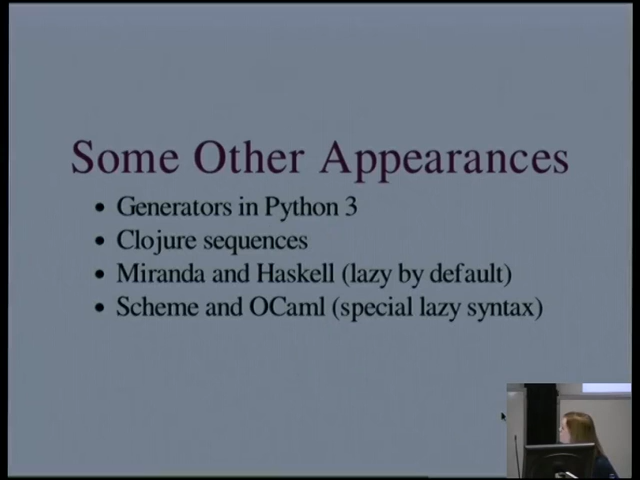 Some Other Appearances
• Generators in Python 3
• Clojure sequences
• Miranda and Haskell (lazy by default)
• Scheme and OCaml (special lazy syntax)